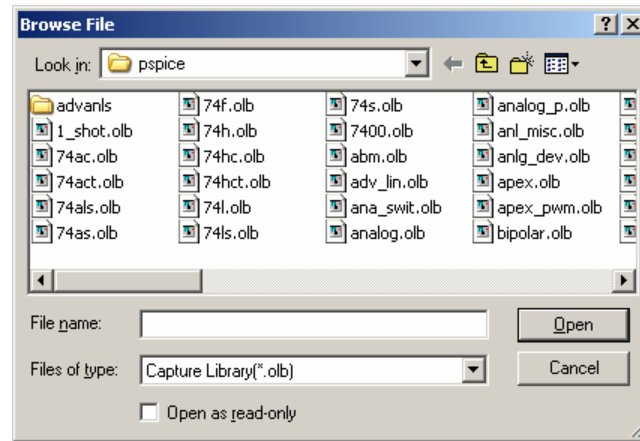 Browse File
Look in: pspice
advanls 74f.olb 74s.olb analog_p.olb
1_shot.olb 74h.olb 7400.olb anl_misc.olb
74ac.olb 74hc.olb abm.olb anlg_dev.olb
74act.olb 74hct.olb adv_lin.olb apex.olb
74als.olb 74l.olb ana_swit.olb apex_pwm.olb
74as.olb 74ls.olb analog.olb bipolar.olb
File name: Open
Files of type: Capture Library(*.olb) Cancel
Open as read-only